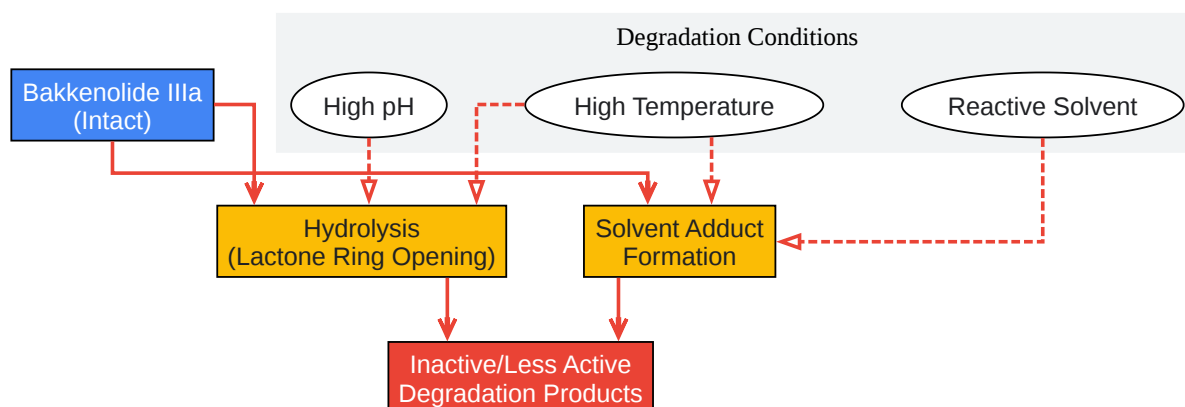 Degradation Conditions
Bakkenolide IIIa
(Intact)
High pH
High Temperature
Reactive Solvent
Hydrolysis
(Lactone Ring Opening)
Solvent Adduct
Formation
Inactive/Less Active
Degradation Products